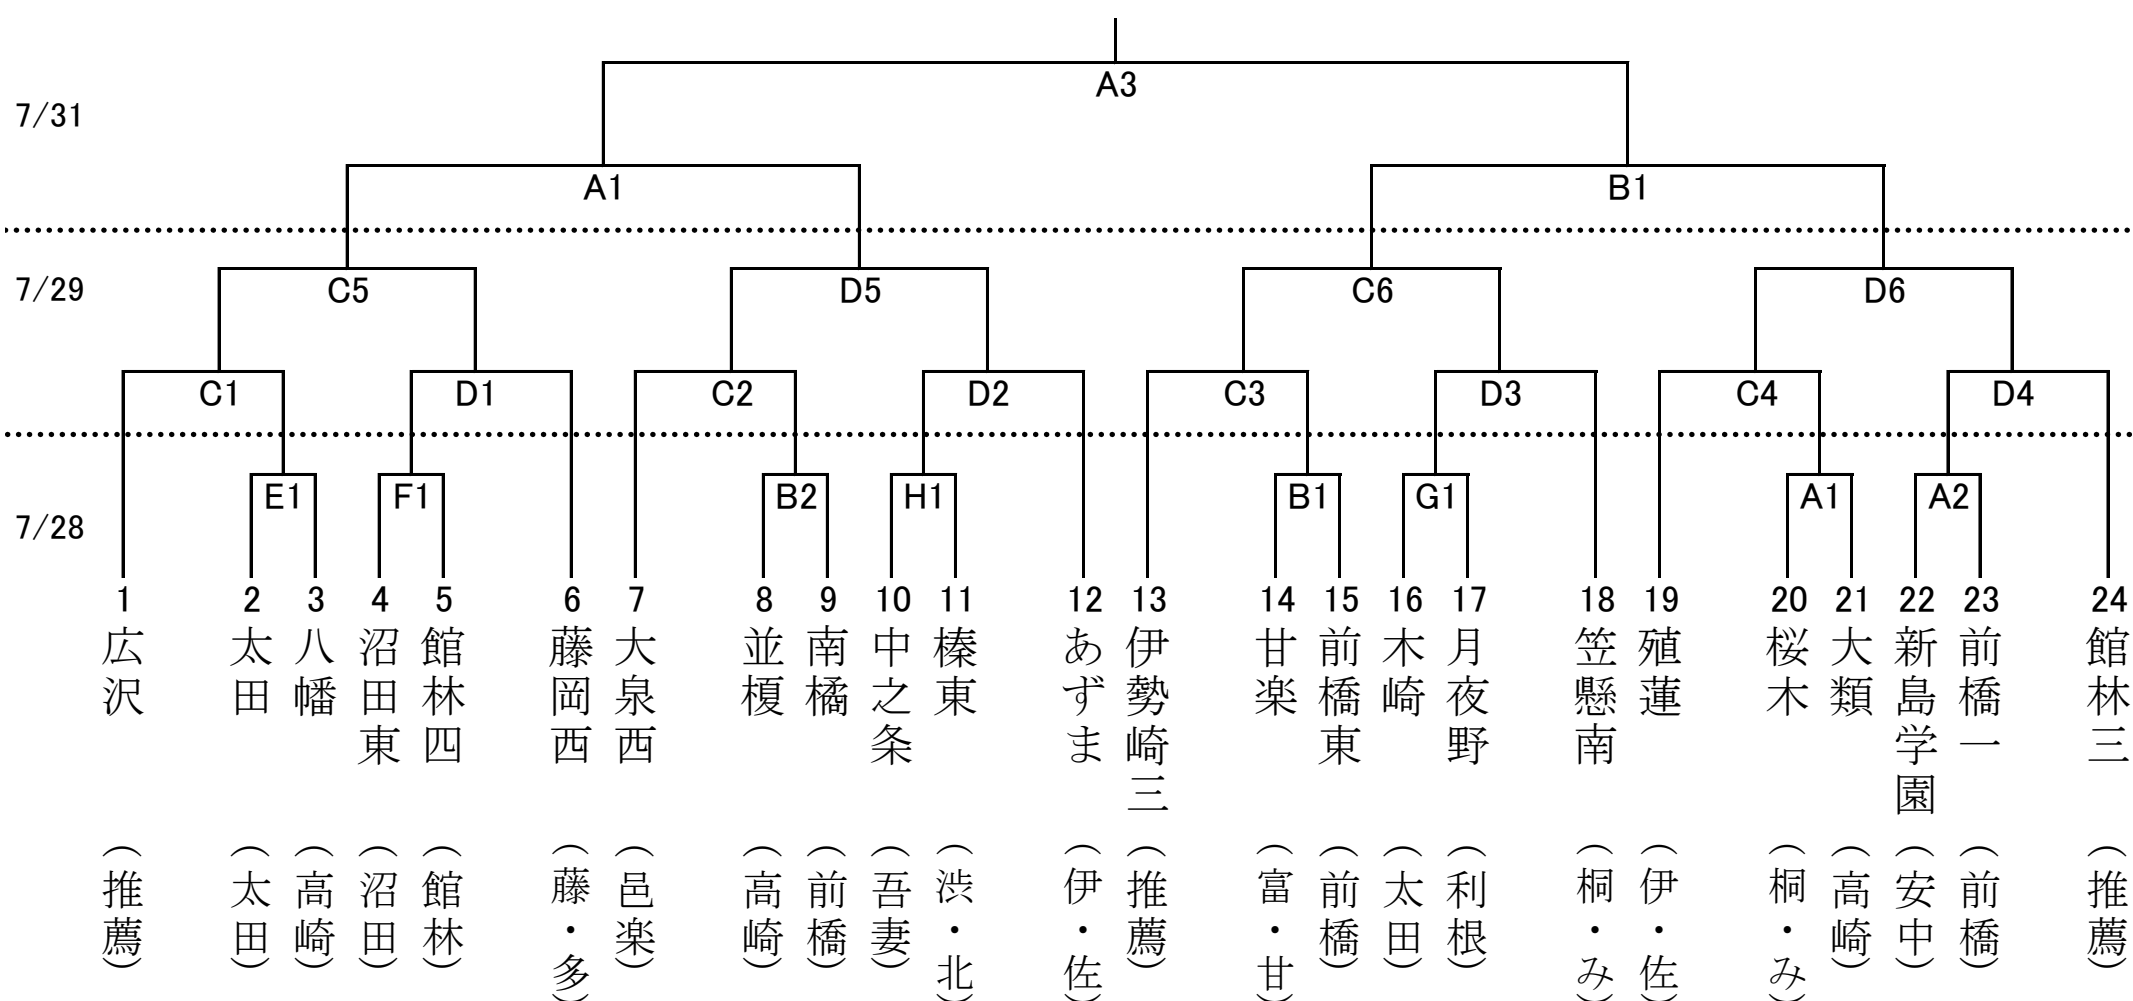 A3
7/31
A1
B1
7/29
C5
D5
C6
D6
C1
D1
C2
D2
C3
D3
C4
D4
7/28
E1
F1
B2
H1
B1
G1
A1
A2
1
広沢
(推薦)
2
太田
(太田)
3
八幡
(高崎)
4
沼田東
(沼田)
5
館林四
(館林)
6
藤岡西
(藤・多)
7
大泉西
(邑楽)
8
並榎
(高崎)
9
南橘
(前橋)
10
中之条
(吾妻)
11
榛東
(渋・北)
12
あずま
(伊・佐)
13
伊勢崎三
(推薦)
14
甘楽
(富・甘)
15
前橋東
(前橋)
16
木崎
(太田)
17
月夜野
(利根)
18
笠懸南
(桐・み)
19
殖蓮
(伊・佐)
20
桜木
(桐・み)
21
大類
(高崎)
22
新島学園
(安中)
23
前橋一
(前橋)
24
館林三
(推薦)